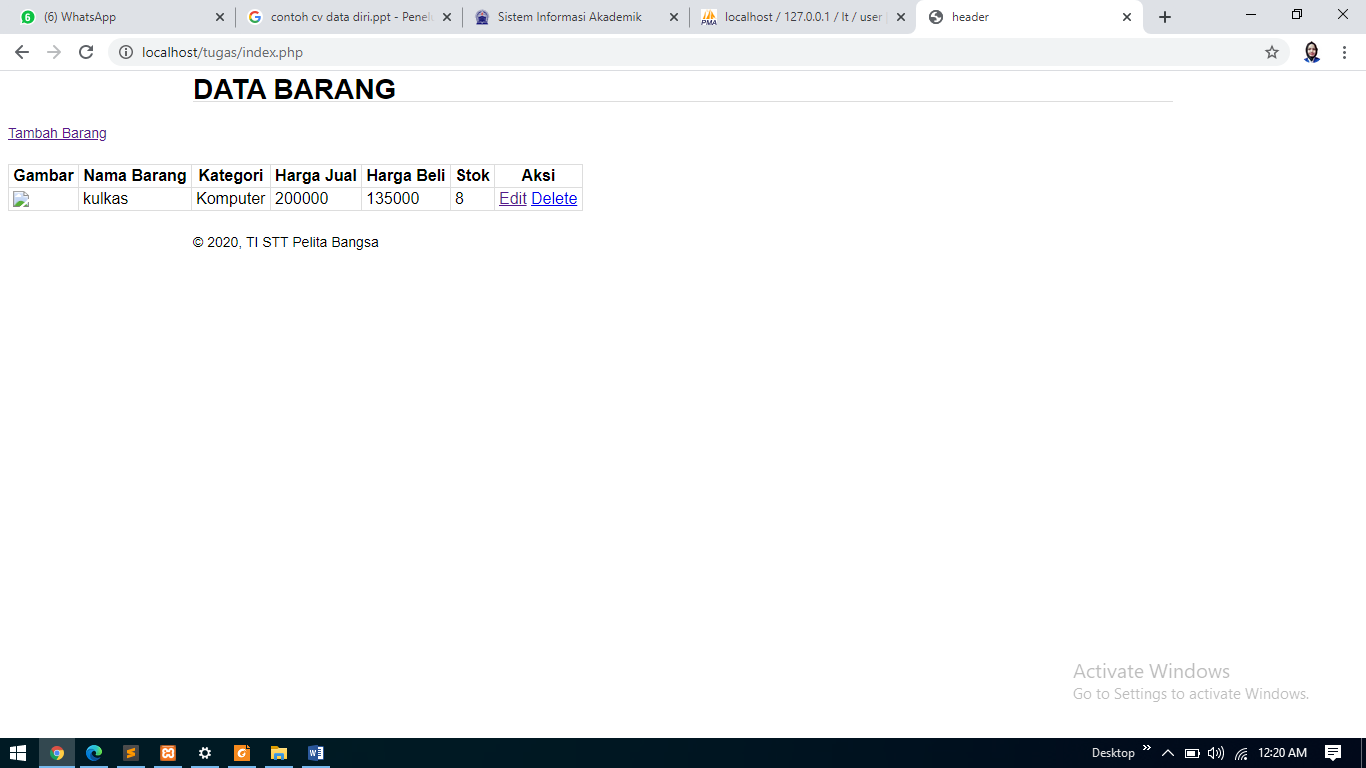 6 (6) WhatsApp
contoh cv data diri.ppt - Penel
Sistem Informasi Akademik
PMA localhost / 127.0.0.1 / lt / user
header
localhost/tugas/index.php
DATA BARANG
Tambah Barang
Gambar Nama Barang Kategori Harga Jual Harga Beli Stok Aksi
kulkas Komputer 200000 135000 8 Edit Delete
© 2020, TI STT Pelita Bangsa
Activate Windows
Go to Settings to activate Windows.
Desktop 12:20 AM